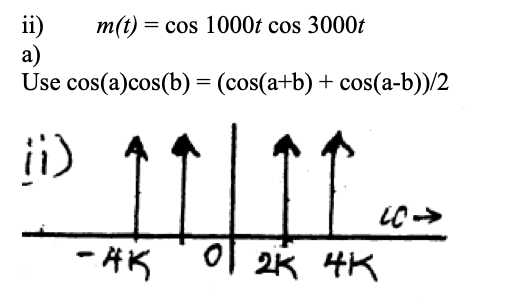 ii) m(t) = cos 1000t cos 3000t
a)
Use cos(a)cos(b) = (cos(a+b) + cos(a-b))/2
ii)
ω→
-4K 0 2K 4K